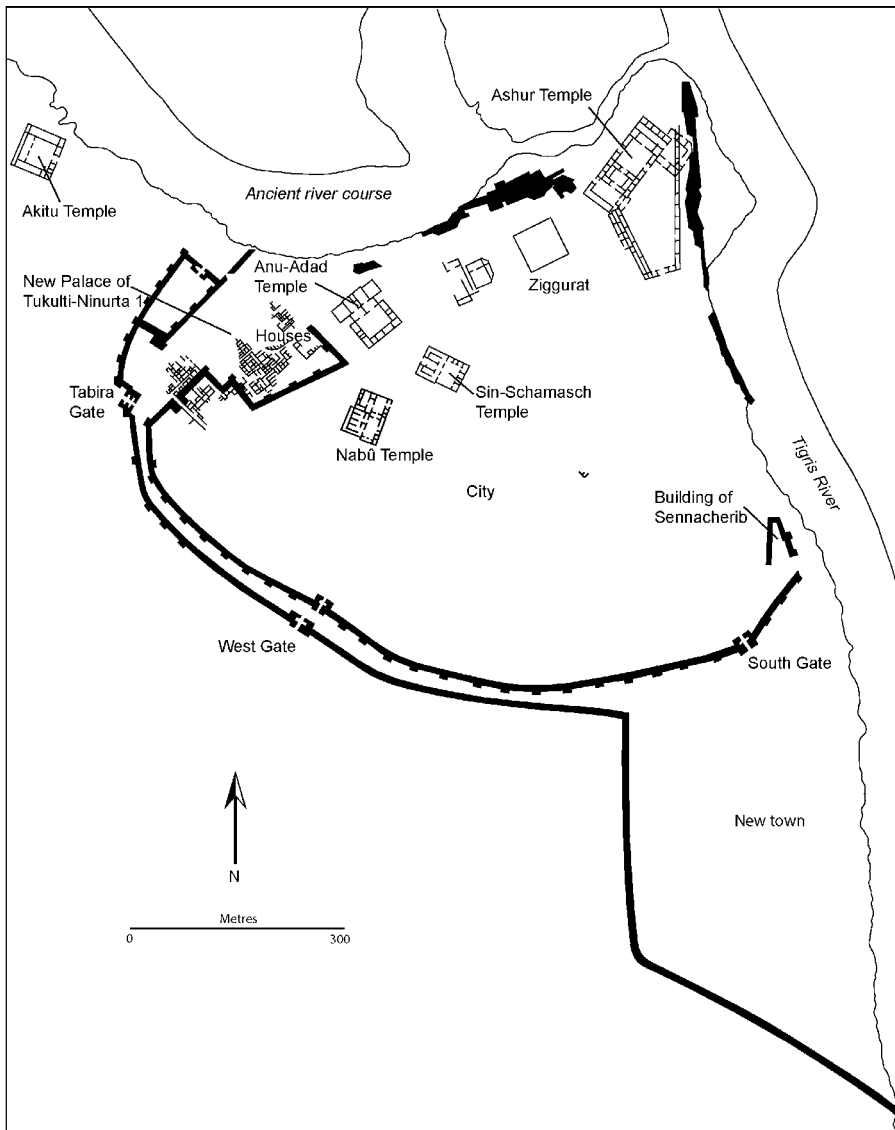 Ashur Temple
Ancient river course
Akitu Temple
Anu-Adad
Temple
New Palace of
Tukulti-Ninurta 1
Ziggurat
Houses
Tabira
Gate
Sin-Schamasch
Temple
Nabû Temple
Tigris River
City
Building of
Sennacherib
West Gate
South Gate
New town
N
Metres
0 300